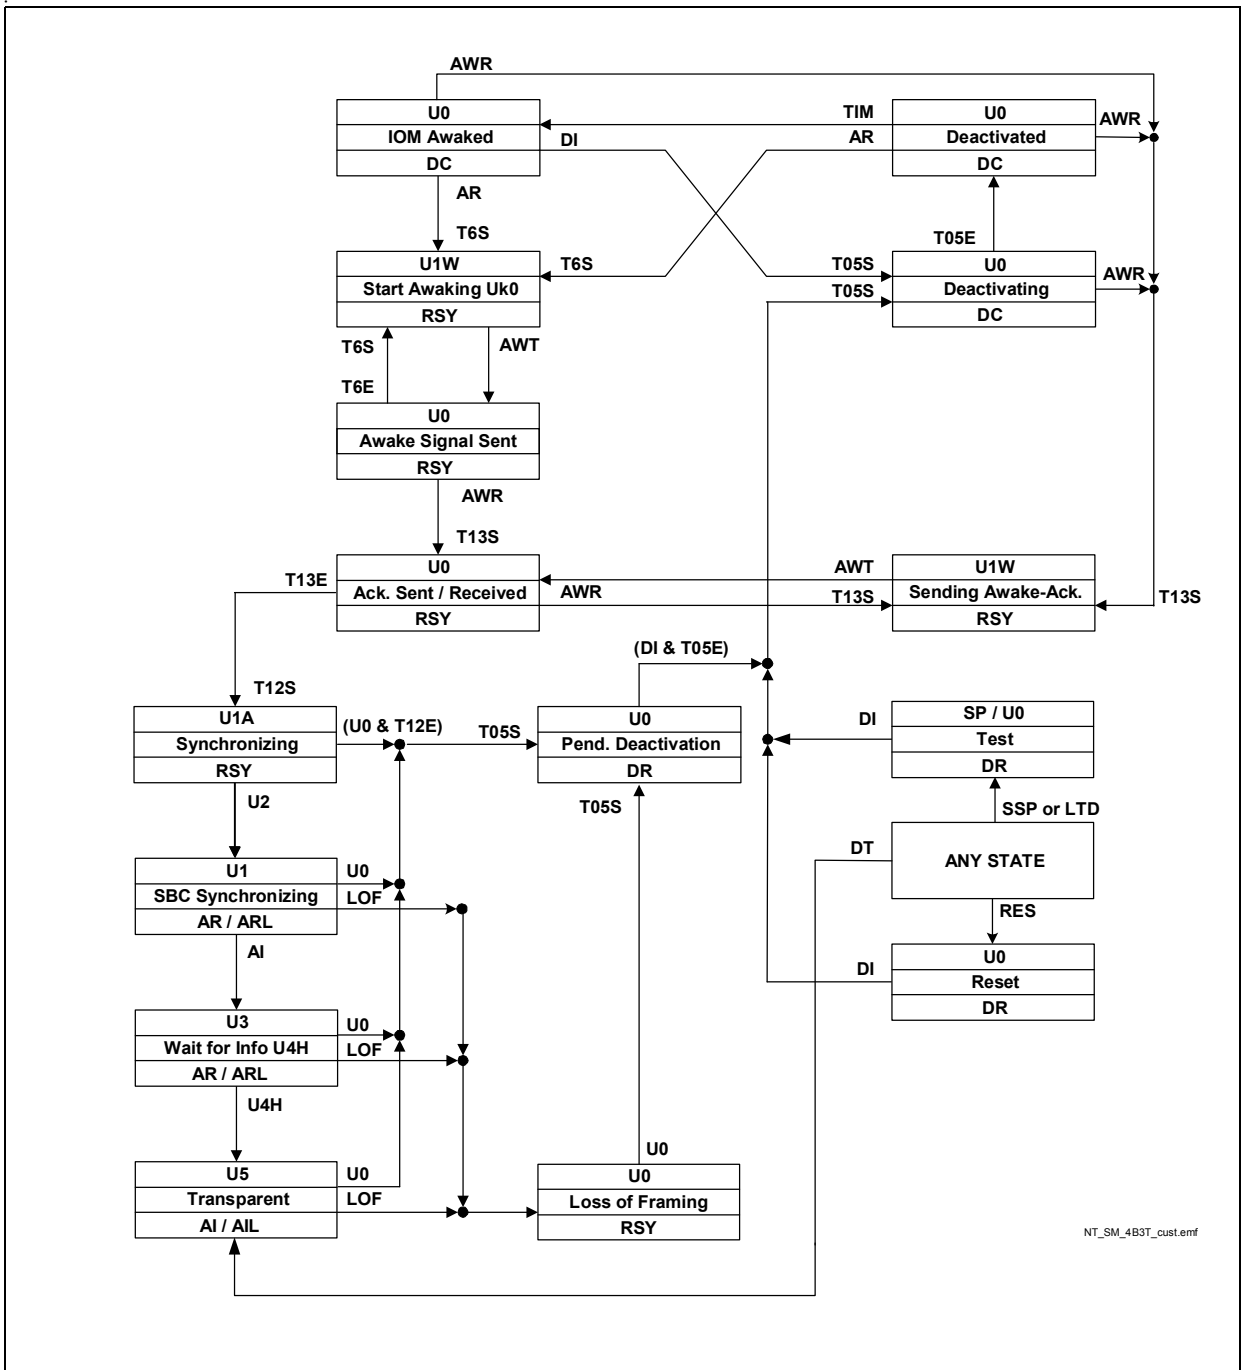 AWR
U0
IOM Awaked
DC
TIM
AR
DI
U0
Deactivated
DC
AWR
AR
T6S
U1W
Start Awaking Uk0
RSY
T6S
T05E
T05S
T05S
U0
Deactivating
DC
AWR
T6S
T6E
AWT
U0
Awake Signal Sent
RSY
AWR
T13S
T13E
U0
Ack. Sent / Received
RSY
AWT
AWR
T13S
U1W
Sending Awake-Ack.
RSY
T13S
(DI & T05E)
T12S
U1A
Synchronizing
RSY
(U0 & T12E)
T05S
U0
Pend. Deactivation
DR
DI
SP / U0
Test
DR
U2
T05S
SSP or LTD
DT
ANY STATE
U1
SBC Synchronizing
AR / ARL
U0
LOF
RES
AI
DI
U0
Reset
DR
U3
Wait for Info U4H
AR / ARL
U0
LOF
U4H
U0
U5
Transparent
AI / AIL
U0
LOF
U0
Loss of Framing
RSY
NT_SM_4B3T_cust.emf